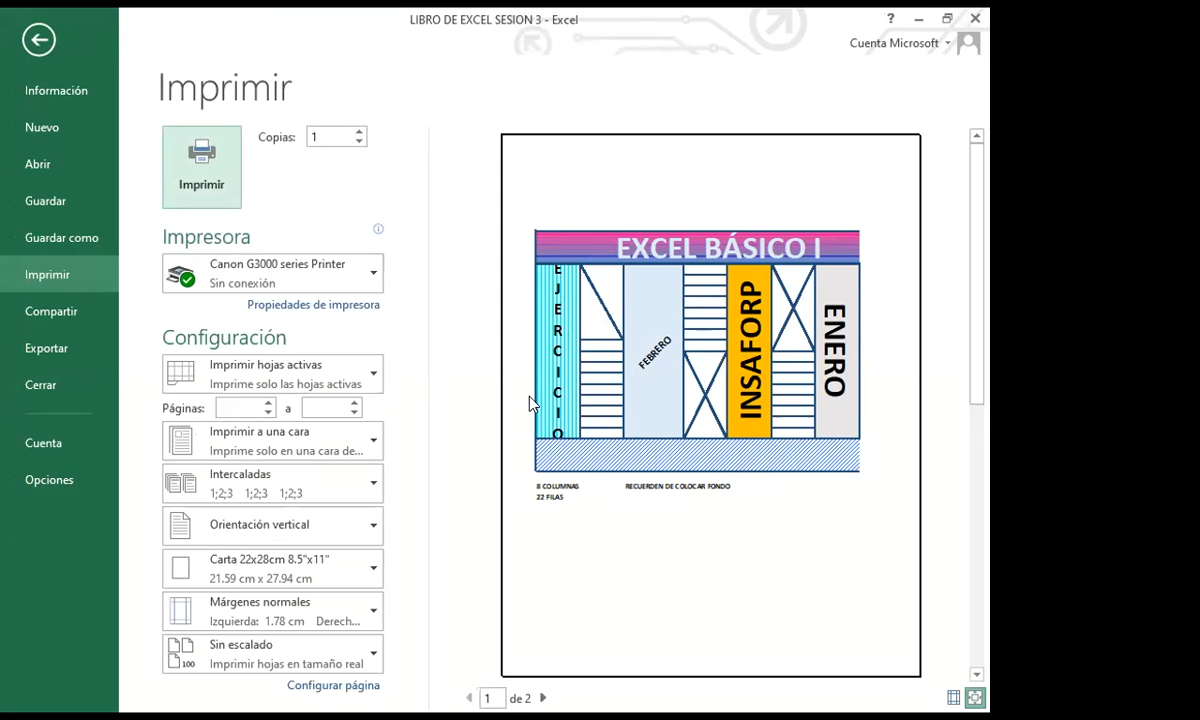 LIBRO DE EXCEL SESION 3 - Excel
?
Cuenta Microsoft
Información
Nuevo
Abrir
Guardar
Guardar como
Imprimir
Compartir
Exportar
Cerrar
Cuenta
Opciones
Imprimir
Imprimir
Copias: 1
Impresora
Canon G3000 series Printer
Sin conexión
Propiedades de impresora
Configuración
Imprimir hojas activas
Imprime solo las hojas activas
Páginas: a
Imprimir a una cara
Imprime solo en una cara de...
Intercaladas
1;2;3 1;2;3 1;2;3
Orientación vertical
Carta 22x28cm 8.5"x11"
21.59 cm x 27.94 cm
Márgenes normales
Izquierda: 1.78 cm Derech...
Sin escalado
100 Imprimir hojas en tamaño real
Configurar página
EXCEL BÁSICO I
EJERCICIO
FEBRERO
INSAFORP
ENERO
8 COLUMNAS RECUERDEN DE COLOCAR FONDO
22 FILAS
1 de 2